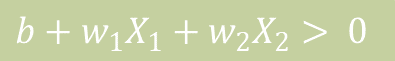 b + w₁X₁ + w₂X₂ > 0